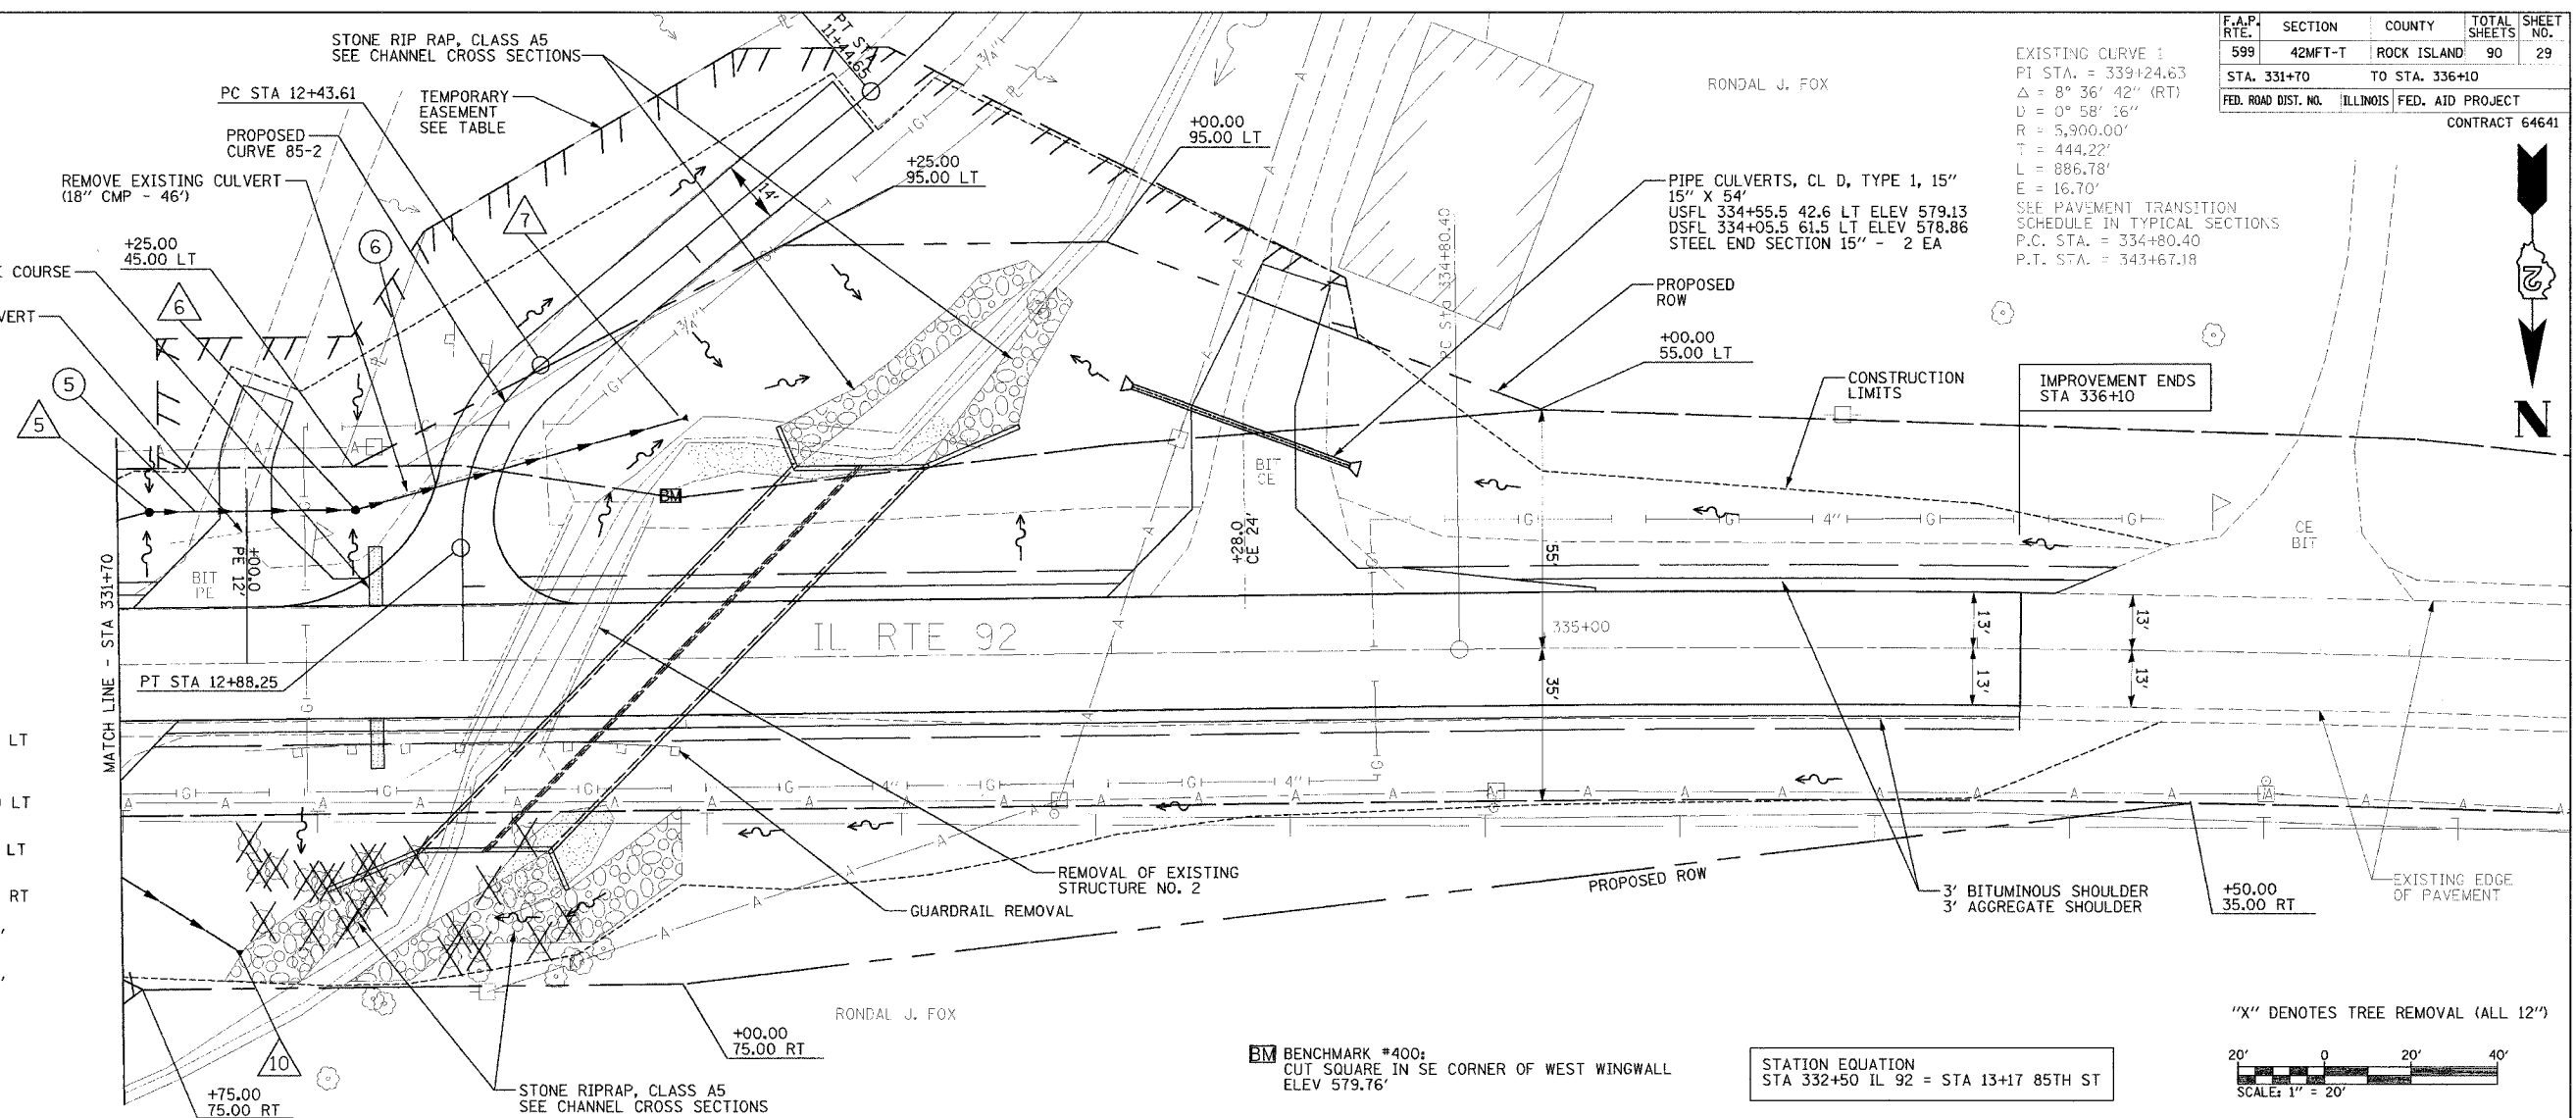 F.A.P. RTE. SECTION COUNTY TOTAL SHEETS SHEET NO.
599 42MFT-T ROCK ISLAND 90 29
STA. 331+70 TO STA. 336+10
FED. ROAD DIST. NO. ILLINOIS FED. AID PROJECT
CONTRACT 64641
EXISTING CURVE 1
PI STA. = 339+24.63
Δ = 8° 36' 42" (RT)
D = 0° 58' 16"
R = 5,900.00'
T = 444.22'
L = 886.78'
E = 16.70'
SEE PAVEMENT TRANSITION
SCHEDULE IN TYPICAL SECTIONS
P.C. STA. = 334+80.40
P.T. STA. = 343+67.18
2
N
RONDAL J. FOX
STONE RIP RAP, CLASS A5
SEE CHANNEL CROSS SECTIONS
PT STA
11+44.65
PC STA 12+43.61
TEMPORARY
EASEMENT
SEE TABLE
PROPOSED
CURVE 85-2
REMOVE EXISTING CULVERT
(18" CMP - 46')
+25.00
45.00 LT
COURSE
6
6
5
5
7
14'
3/4"
3/4"
+25.00
95.00 LT
+00.00
95.00 LT
PIPE CULVERTS, CL D, TYPE 1, 15"
15" X 54'
USFL 334+55.5 42.6 LT ELEV 579.13
DSFL 334+05.5 61.5 LT ELEV 578.86
STEEL END SECTION 15" - 2 EA
PC Sta 334+80.40
PROPOSED
ROW
+00.00
55.00 LT
CONSTRUCTION
LIMITS
IMPROVEMENT ENDS
STA 336+10
BIT
CE
+28.0
CE 24'
CE
BIT
BM
BIT
PE
+00.0
PE 12'
MATCH LINE - STA 331+70
IL RTE 92
335+00
55'
35'
13'
13'
13'
13'
4"
PT STA 12+88.25
LT
LT
LT
RT
4"
4"
REMOVAL OF EXISTING
STRUCTURE NO. 2
GUARDRAIL REMOVAL
PROPOSED ROW
3' BITUMINOUS SHOULDER
3' AGGREGATE SHOULDER
+50.00
35.00 RT
EXISTING EDGE
OF PAVEMENT
RONDAL J. FOX
+00.00
75.00 RT
10
+75.00
75.00 RT
STONE RIPRAP, CLASS A5
SEE CHANNEL CROSS SECTIONS
BM BENCHMARK #400:
CUT SQUARE IN SE CORNER OF WEST WINGWALL
ELEV 579.76'
STATION EQUATION
STA 332+50 IL 92 = STA 13+17 85TH ST
"X" DENOTES TREE REMOVAL (ALL 12")
20' 0 20' 40'
SCALE: 1" = 20'